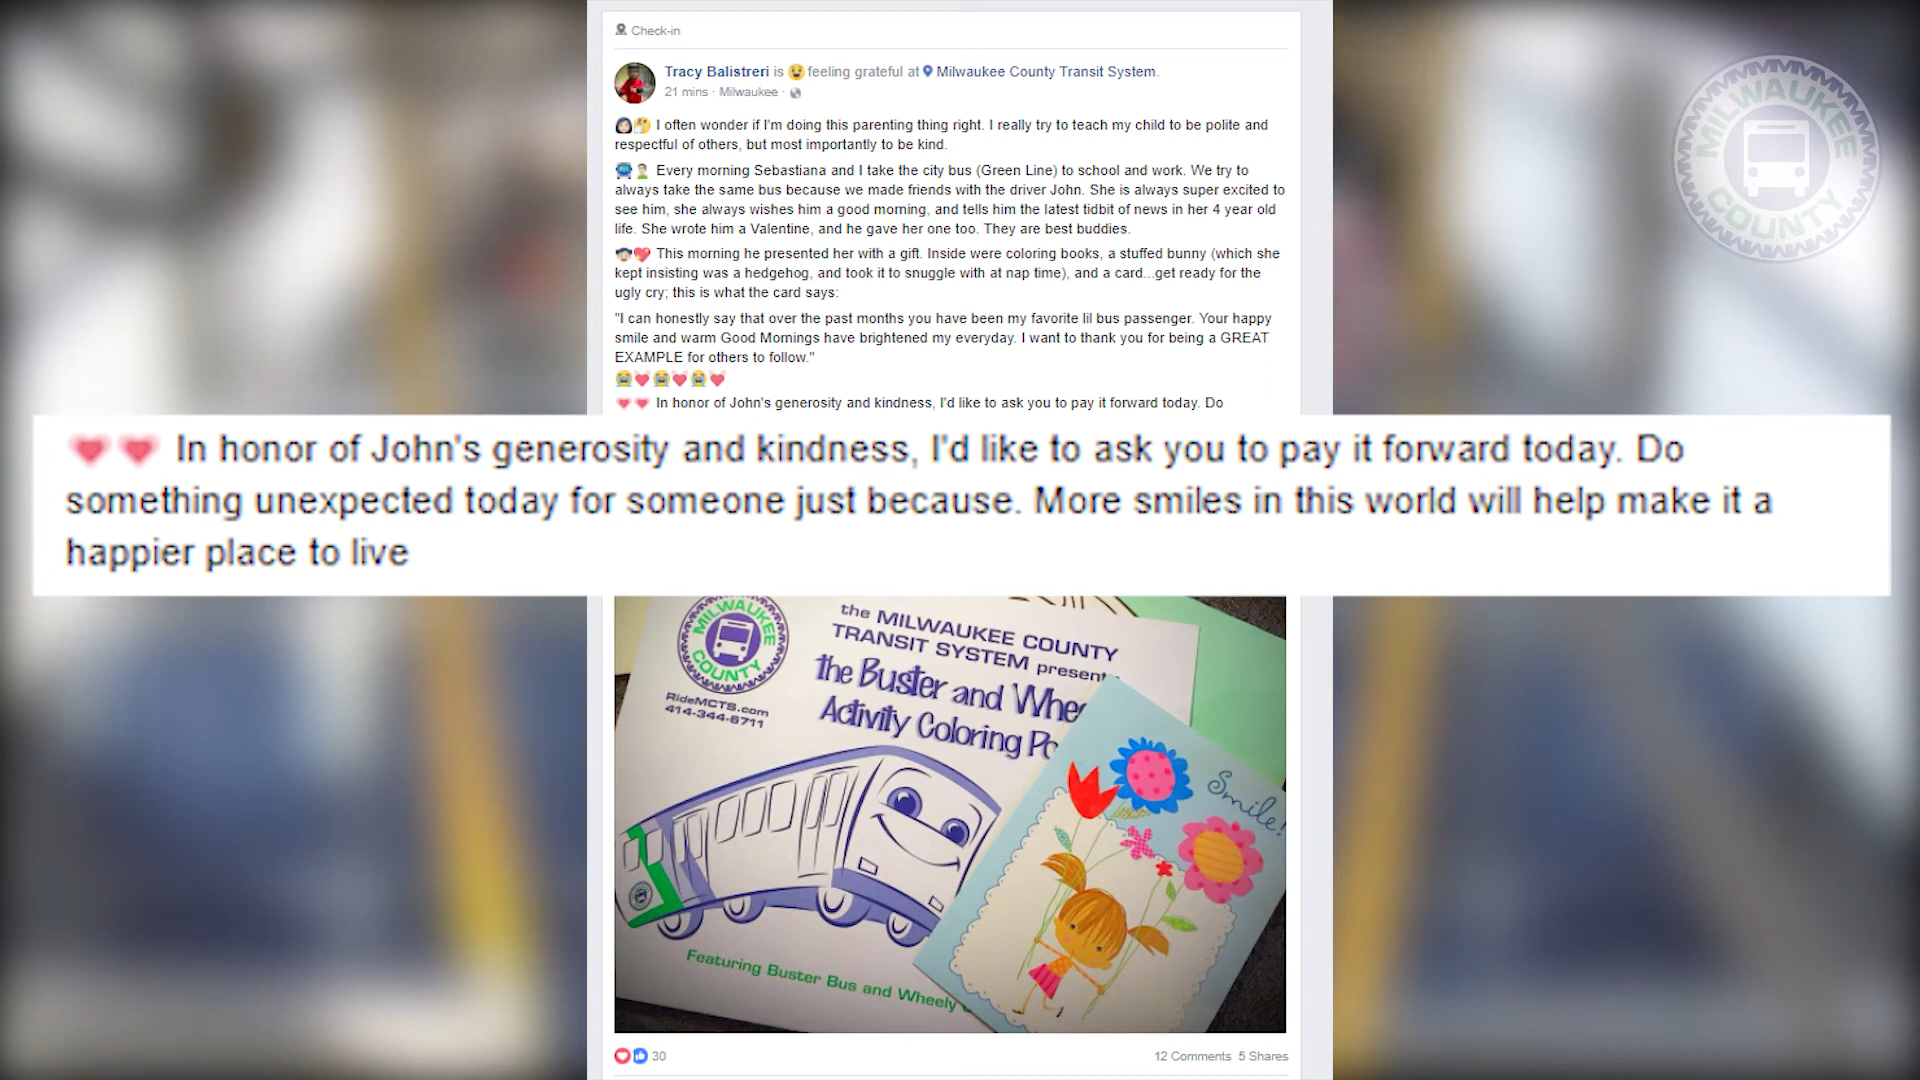 Check-in
Tracy Balistreri is 😢 feeling grateful at Milwaukee County Transit System.
21 mins · Milwaukee ·
I often wonder if I'm doing this parenting thing right. I really try to teach my child to be polite and
respectful of others, but most importantly to be kind.
Every morning Sebastiana and I take the city bus (Green Line) to school and work. We try to
always take the same bus because we made friends with the driver John. She is always super excited to
see him, she always wishes him a good morning, and tells him the latest tidbit of news in her 4 year old
life. She wrote him a Valentine, and he gave her one too. They are best buddies.
This morning he presented her with a gift. Inside were coloring books, a stuffed bunny (which she
kept insisting was a hedgehog, and took it to snuggle with at nap time), and a card...get ready for the
ugly cry; this is what the card says:
"I can honestly say that over the past months you have been my favorite lil bus passenger. Your happy
smile and warm Good Mornings have brightened my everyday. I want to thank you for being a GREAT
EXAMPLE for others to follow."
😭💗😭💗😭💗
In honor of John's generosity and kindness, I'd like to ask you to pay it forward today. Do
In honor of John's generosity and kindness, I'd like to ask you to pay it forward today. Do
something unexpected today for someone just because. More smiles in this world will help make it a
happier place to live
MILWAUKEE
COUNTY
RideMCTS.com
414-344-6711
the MILWAUKEE COUNTY
TRANSIT SYSTEM present
the Buster and Whee
Activity Coloring
Smile!
Featuring Buster Bus and Wheely
30
12 Comments 5 Shares
MILWAUKEE
COUNTY